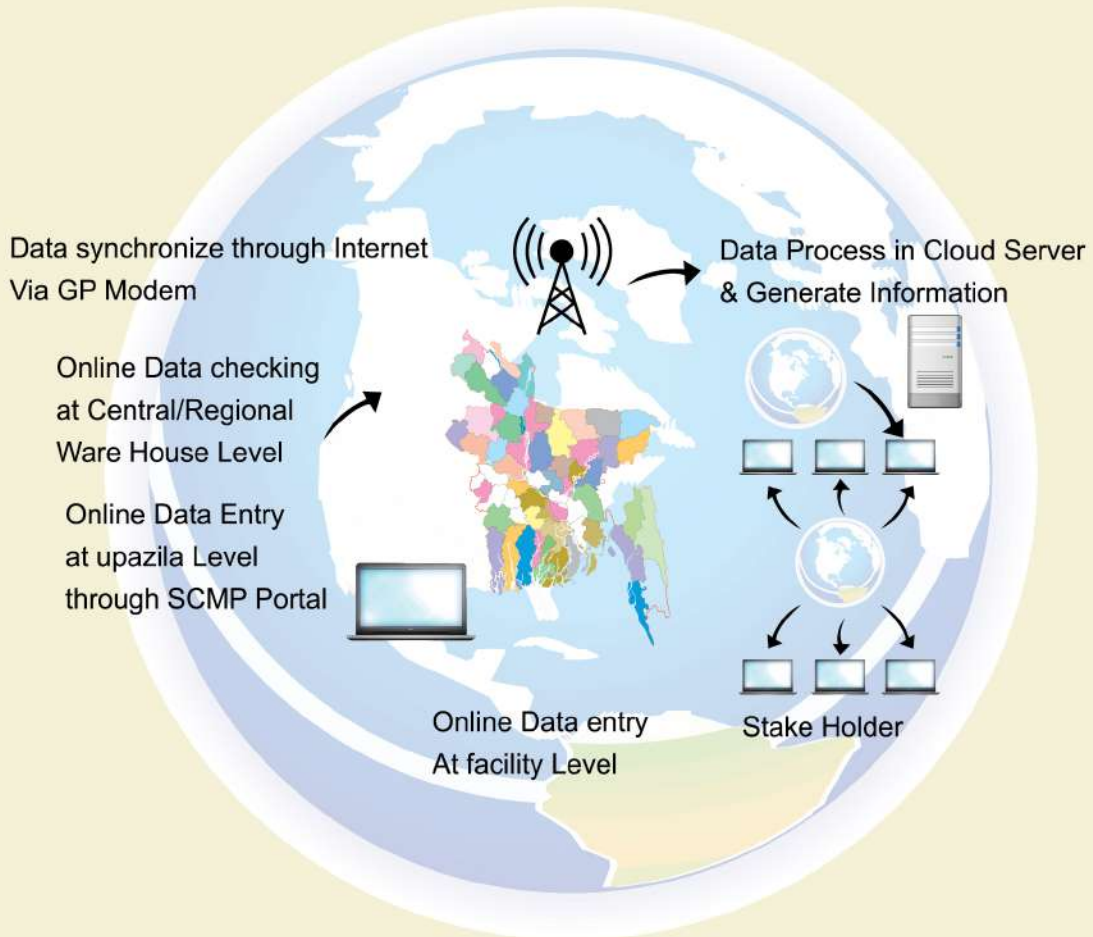 Data synchronize through Internet
Via GP Modem
Data Process in Cloud Server
& Generate Information
Online Data checking
at Central/Regional
Ware House Level
Online Data Entry
at upazila Level
through SCMP Portal
Online Data entry
At facility Level
Stake Holder